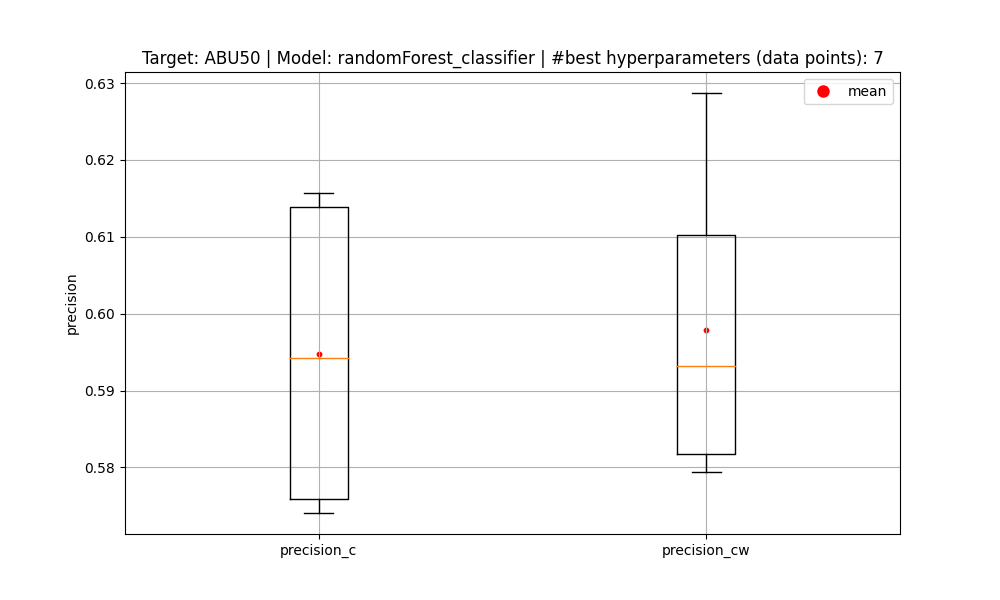 Target: ABU50 | Model: randomForest_classifier | #best hyperparameters (data points): 7
mean
precision
0.63
0.62
0.61
0.60
0.59
0.58
precision_c
precision_cw